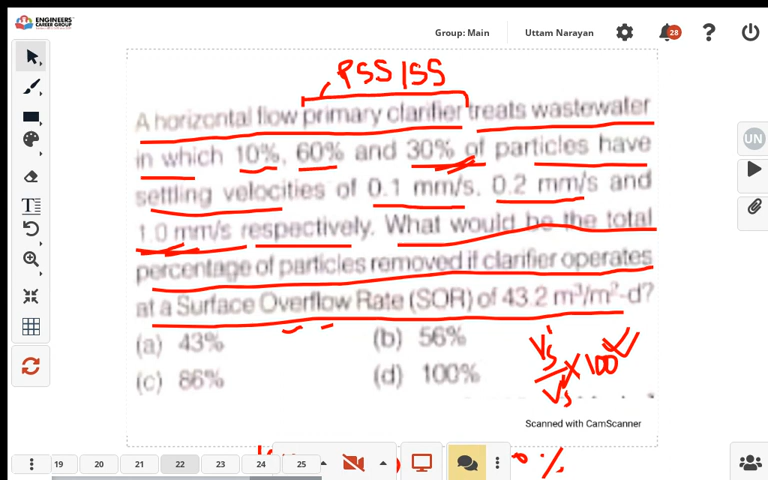 ENGINEERS
CAREER GROUP
Group: Main
Uttam Narayan
28
PSS ISS
A horizontal flow primary clarifier treats wastewater
in which 10%, 60% and 30% of particles have
settling velocities of 0.1 mm/s, 0.2 mm/s and
1.0 mm/s respectively. What would be the total
percentage of particles removed if clarifier operates
at a Surface Overflow Rate (SOR) of 43.2 m³/m²-d?
(a) 43%
(b) 56%
(c) 86%
(d) 100%
Vs'/Vs × 100
UN
T
Scanned with CamScanner
19 20 21 22 23 24 25
%